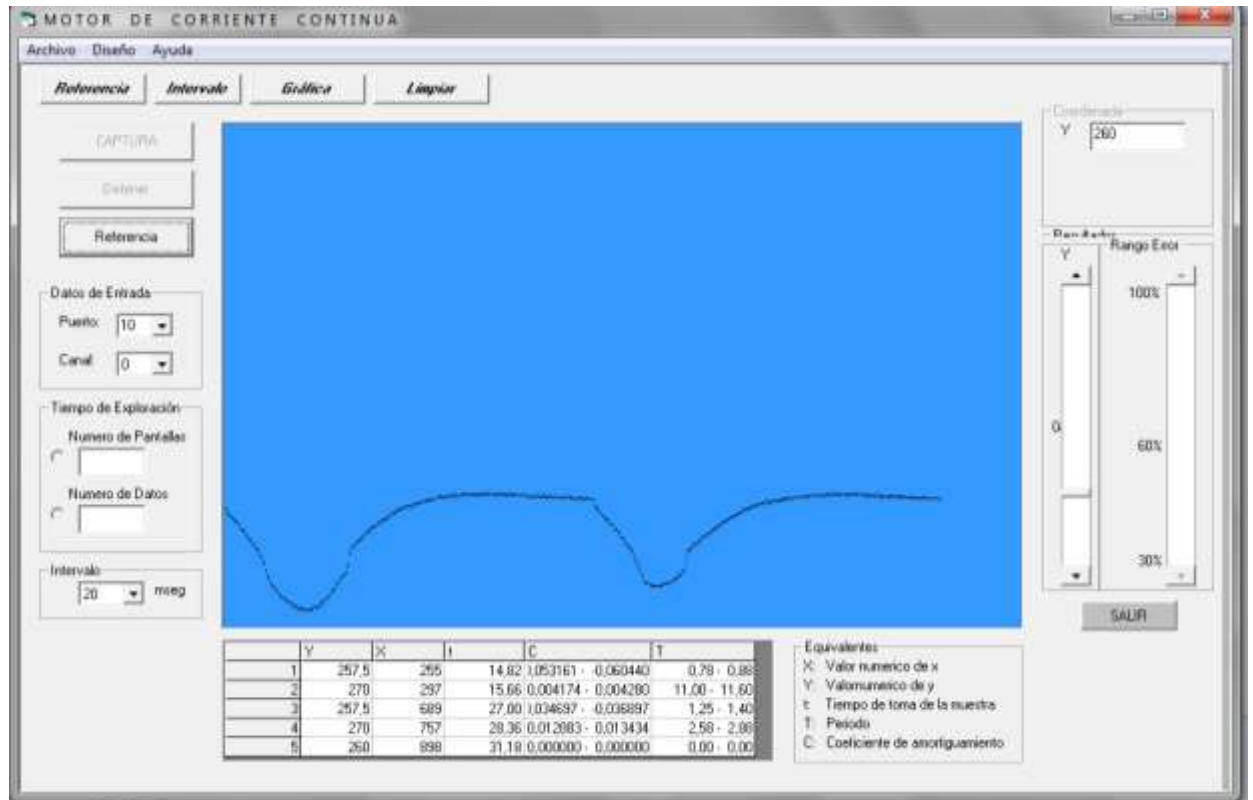 MOTOR DE CORRIENTE CONTINUA
Archivo Diseño Ayuda
Referencia Intervalo Gráfica Limpiar
CAPTURA
Detener
Referencia
Datos de Entrada
Puerto: 10
Canal 0
Tiempo de Exploración
Numero de Pantallas
Numero de Datos
Intervalo
20 mseg
Coordenada
Y 260
Y
0
Rango Error
100%
60%
30%
SALIR
Y X t C T
1 257,5 255 14,82 0,060440 0,78 - 0,88
2 270 297 15,66 0,004174 - 0,004280 11,00 - 11,60
3 257,5 689 27,00 0,036897 1,25 - 1,40
4 270 757 28,36 0,012883 - 0,013434 2,58 - 2,88
5 260 898 31,18 0,000000 - 0,000000 0,00 - 0,00
Equivalentes
X: Valor numerico de x
Y: Valornumerico de y
t: Tiempo de toma de la muestra
T: Periodo
C: Coeficiente de amortiguamiento